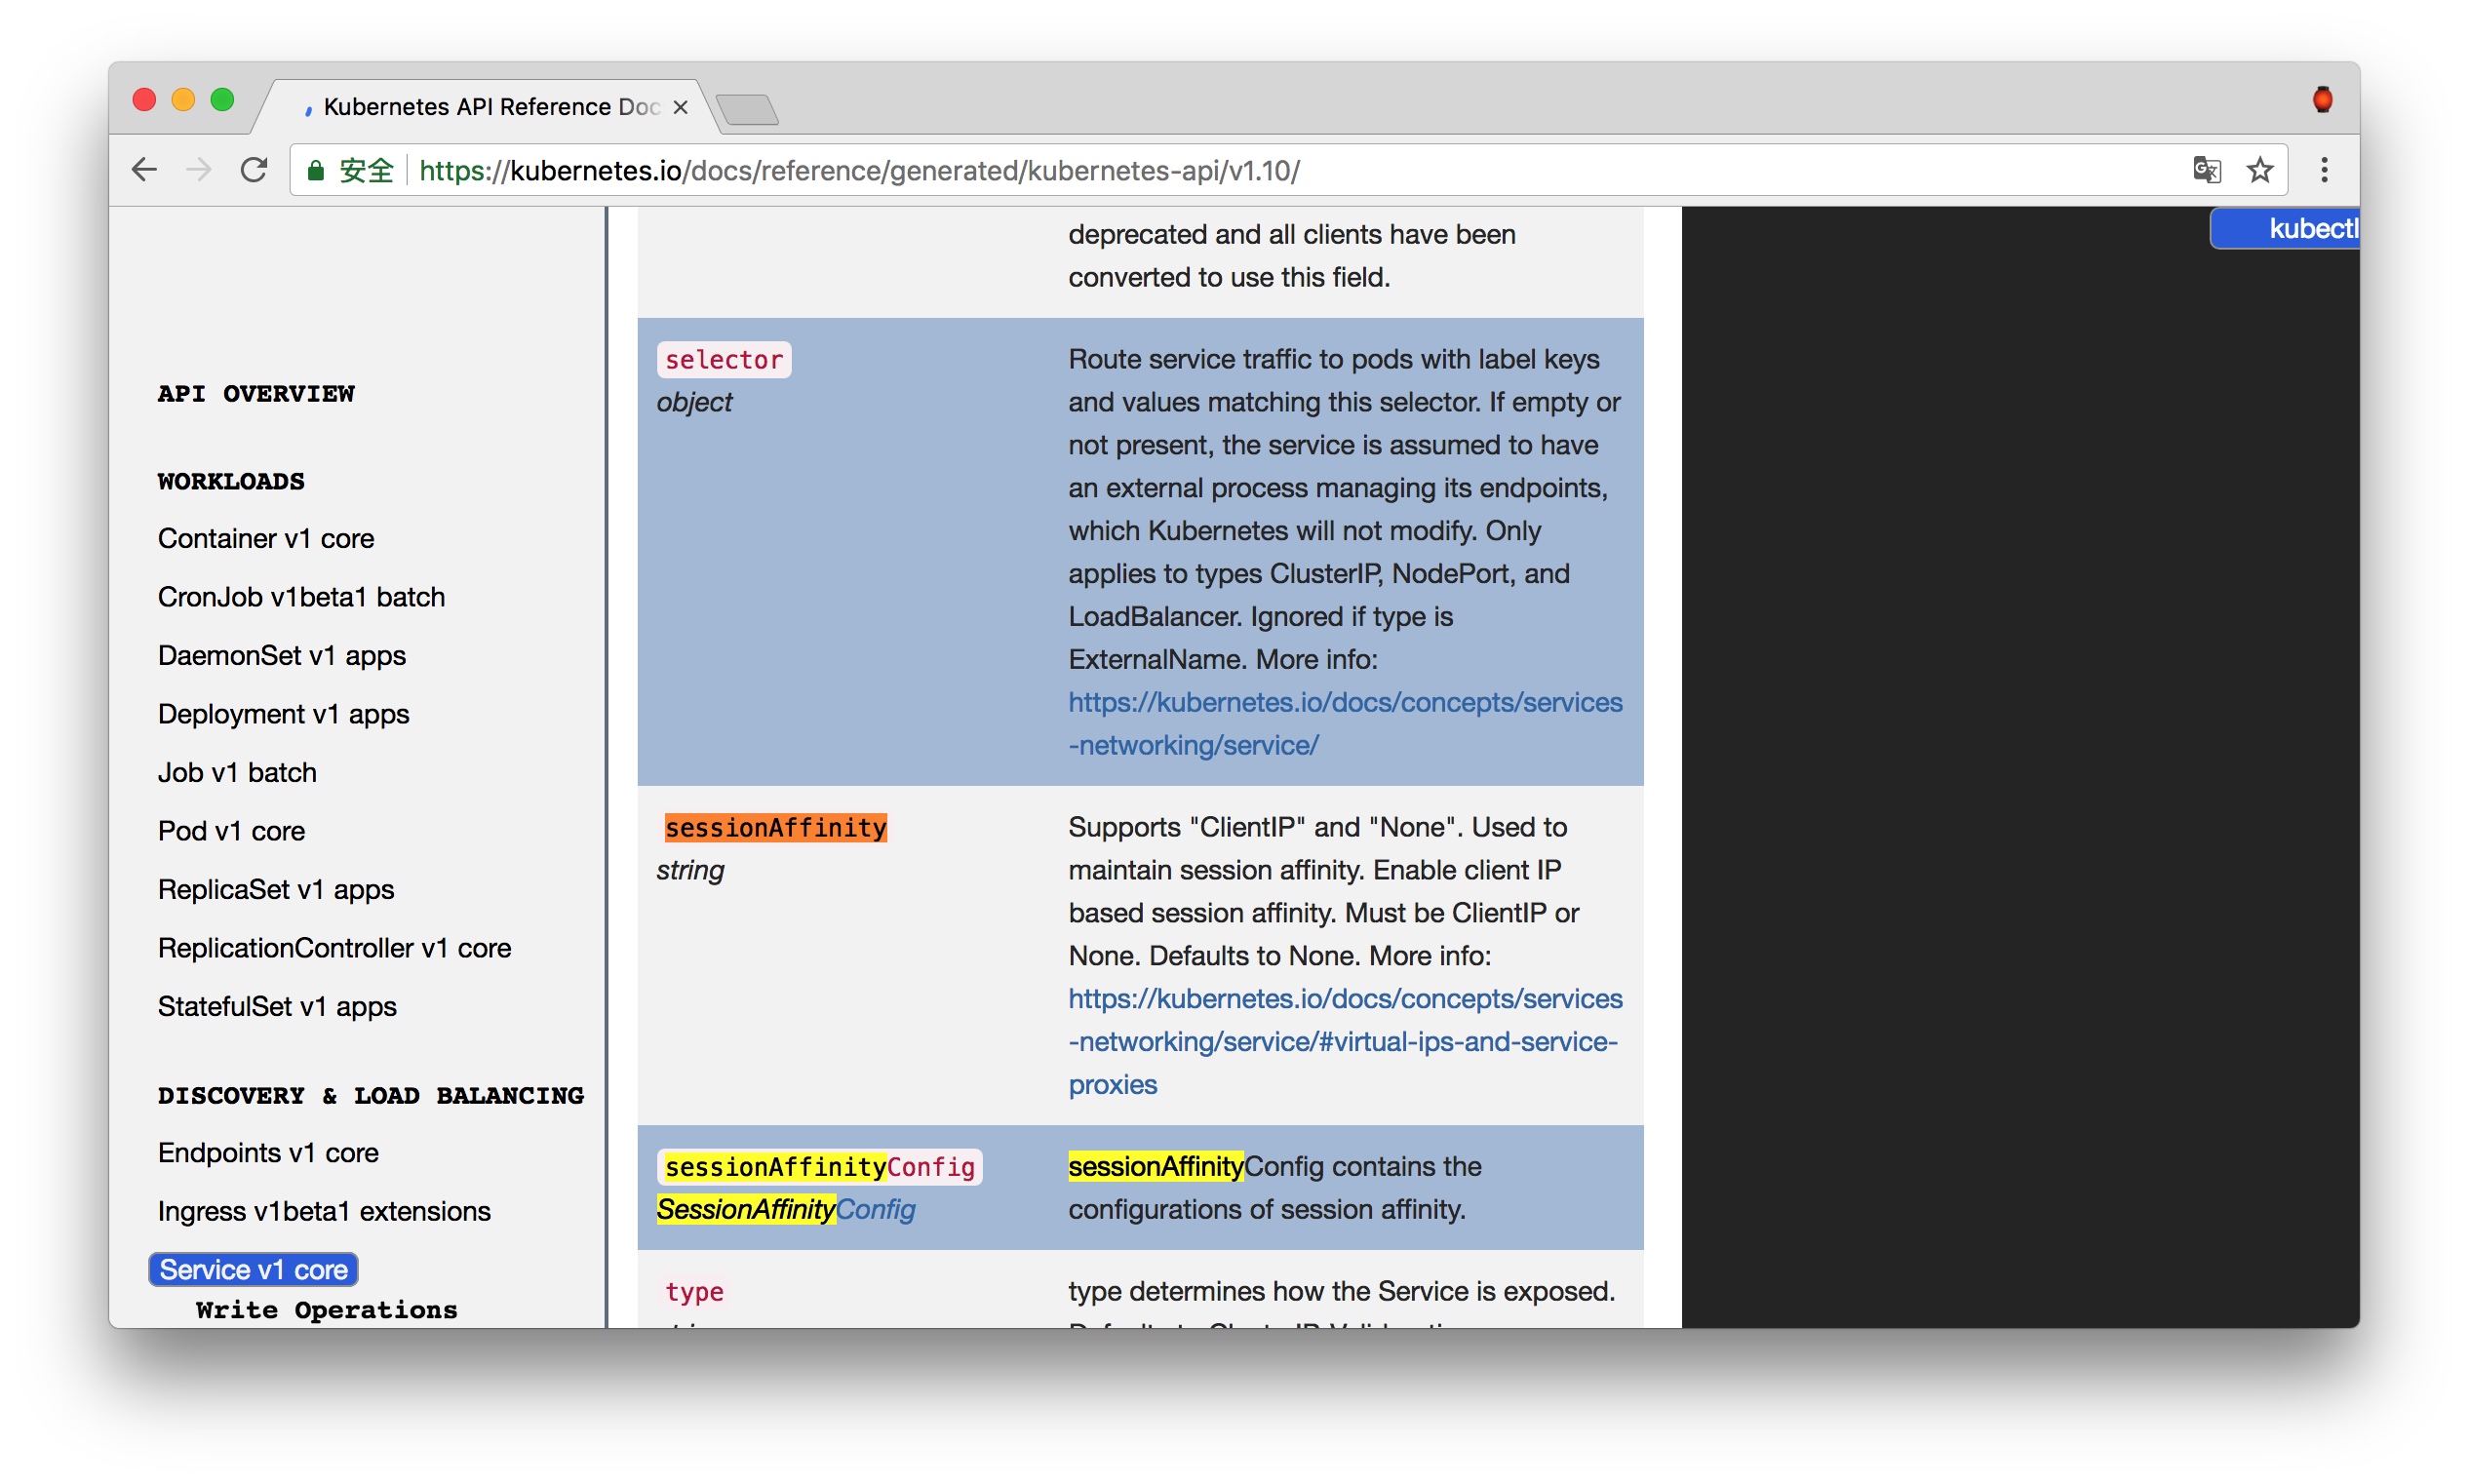 Kubernetes API Reference Doc
安全
https://kubernetes.io/docs/reference/generated/kubernetes-api/v1.10/
API OVERVIEW
WORKLOADS
Container v1 core
CronJob v1beta1 batch
DaemonSet v1 apps
Deployment v1 apps
Job v1 batch
Pod v1 core
ReplicaSet v1 apps
ReplicationController v1 core
StatefulSet v1 apps
DISCOVERY & LOAD BALANCING
Endpoints v1 core
Ingress v1beta1 extensions
Service v1 core
Write Operations
deprecated and all clients have been
converted to use this field.
selector
object
Route service traffic to pods with label keys
and values matching this selector. If empty or
not present, the service is assumed to have
an external process managing its endpoints,
which Kubernetes will not modify. Only
applies to types ClusterIP, NodePort, and
LoadBalancer. Ignored if type is
ExternalName. More info:
https://kubernetes.io/docs/concepts/services
-networking/service/
sessionAffinity
string
Supports "ClientIP" and "None". Used to
maintain session affinity. Enable client IP
based session affinity. Must be ClientIP or
None. Defaults to None. More info:
https://kubernetes.io/docs/concepts/services
-networking/service/#virtual-ips-and-service-
proxies
sessionAffinityConfig
SessionAffinityConfig
sessionAffinityConfig contains the
configurations of session affinity.
type
type determines how the Service is exposed.
kubectl